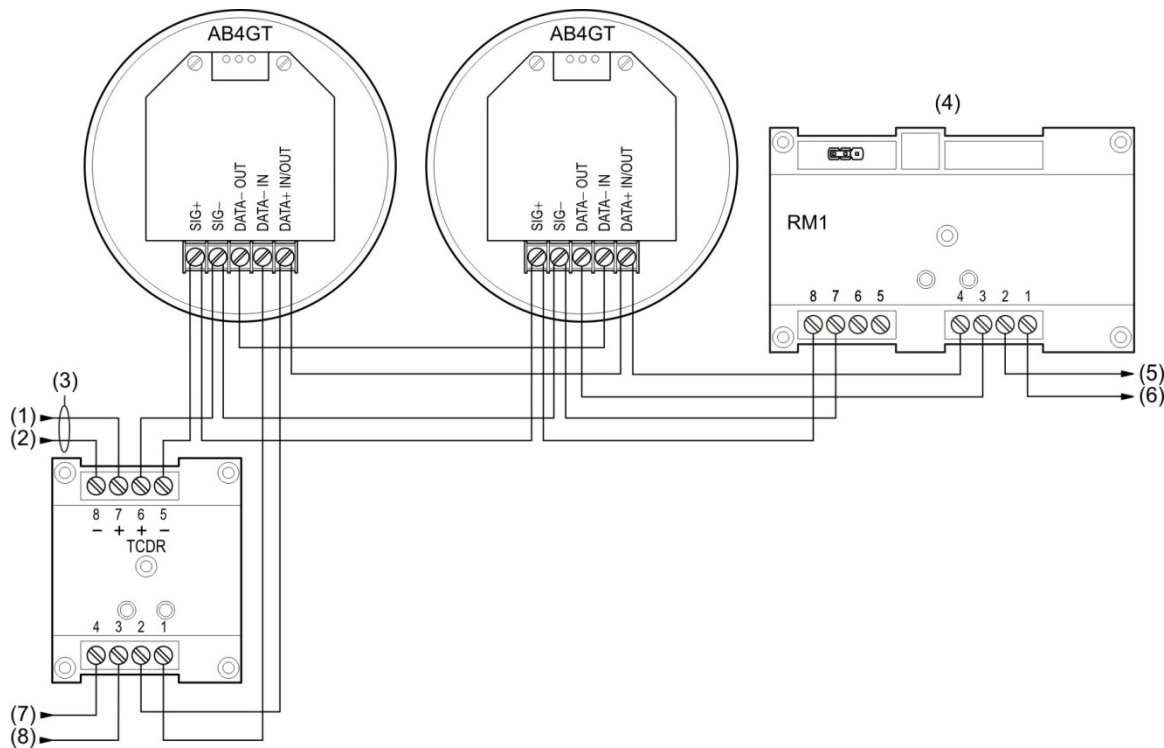 AB4GT
SIG+
SIG–
DATA– OUT
DATA– IN
DATA+ IN/OUT
AB4GT
SIG+
SIG–
DATA– OUT
DATA– IN
DATA+ IN/OUT
(4)
RM1
8 7 6 5 4 3 2 1
(5)
(6)
(3)
(1)
(2)
8 7 6 5
– + + –
TCDR
4 3 2 1
(7)
(8)